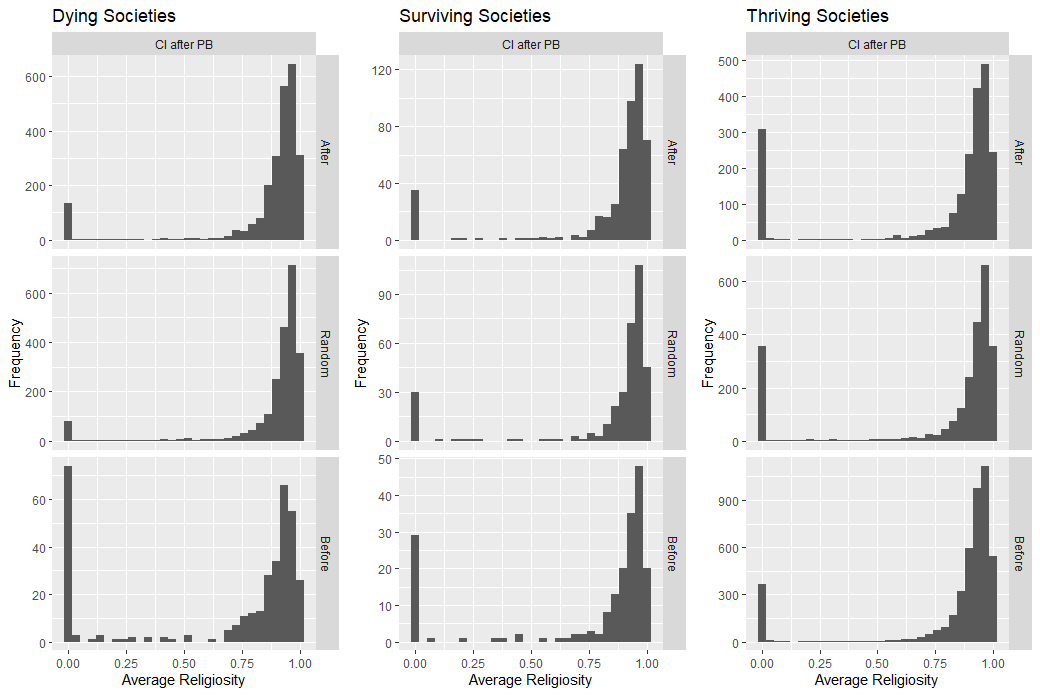 Dying Societies
CI after PB
600
400
200
0
After
600
400
200
0
Random
60
40
20
0
Before
Frequency
0.00 0.25 0.50 0.75 1.00
Average Religiosity
Surviving Societies
CI after PB
120
80
40
0
After
90
60
30
0
Random
50
40
30
20
10
0
Before
Frequency
0.00 0.25 0.50 0.75 1.00
Average Religiosity
Thriving Societies
CI after PB
500
400
300
200
100
0
After
600
400
200
0
Random
900
600
300
0
Before
Frequency
0.00 0.25 0.50 0.75 1.00
Average Religiosity